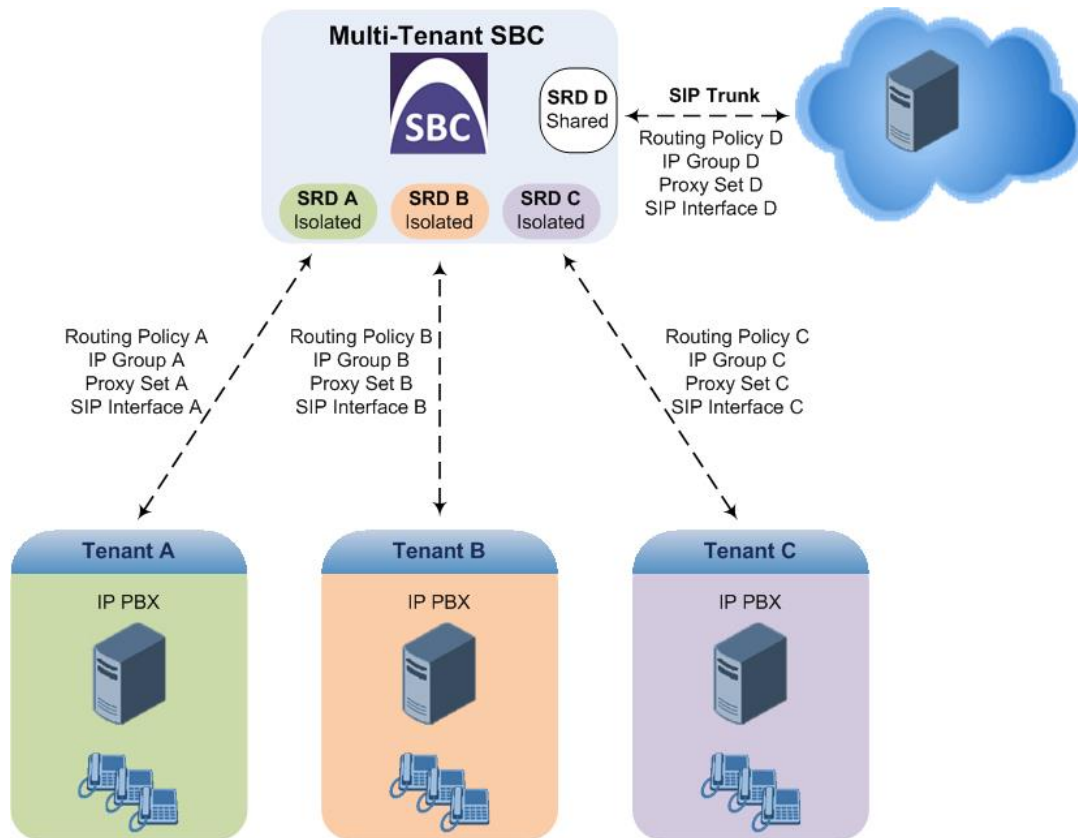 Multi-Tenant SBC
SBC
SRD D
Shared
SIP Trunk
Routing Policy D
IP Group D
Proxy Set D
SIP Interface D
SRD A
Isolated
SRD B
Isolated
SRD C
Isolated
Routing Policy A
IP Group A
Proxy Set A
SIP Interface A
Routing Policy B
IP Group B
Proxy Set B
SIP Interface B
Routing Policy C
IP Group C
Proxy Set C
SIP Interface C
Tenant A
IP PBX
Tenant B
IP PBX
Tenant C
IP PBX